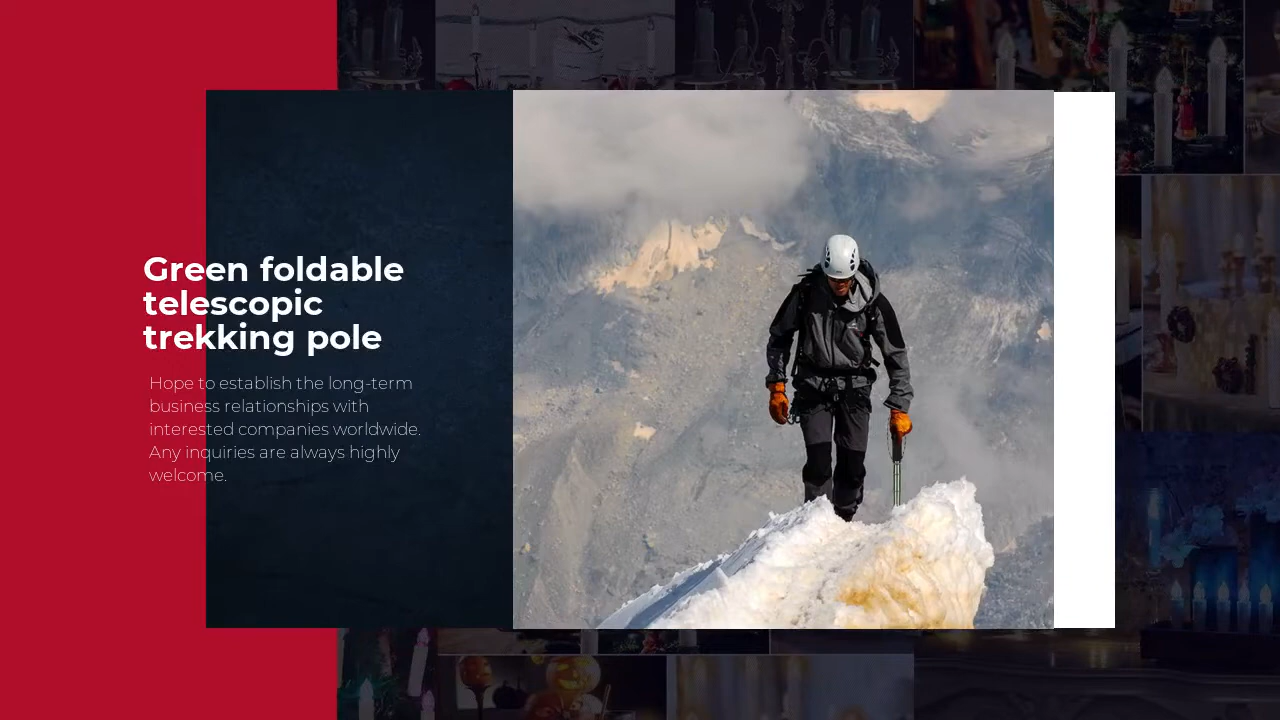 Green foldable
telescopic
trekking pole
Hope to establish the long-term
business relationships with
interested companies worldwide.
Any inquiries are always highly
welcome.